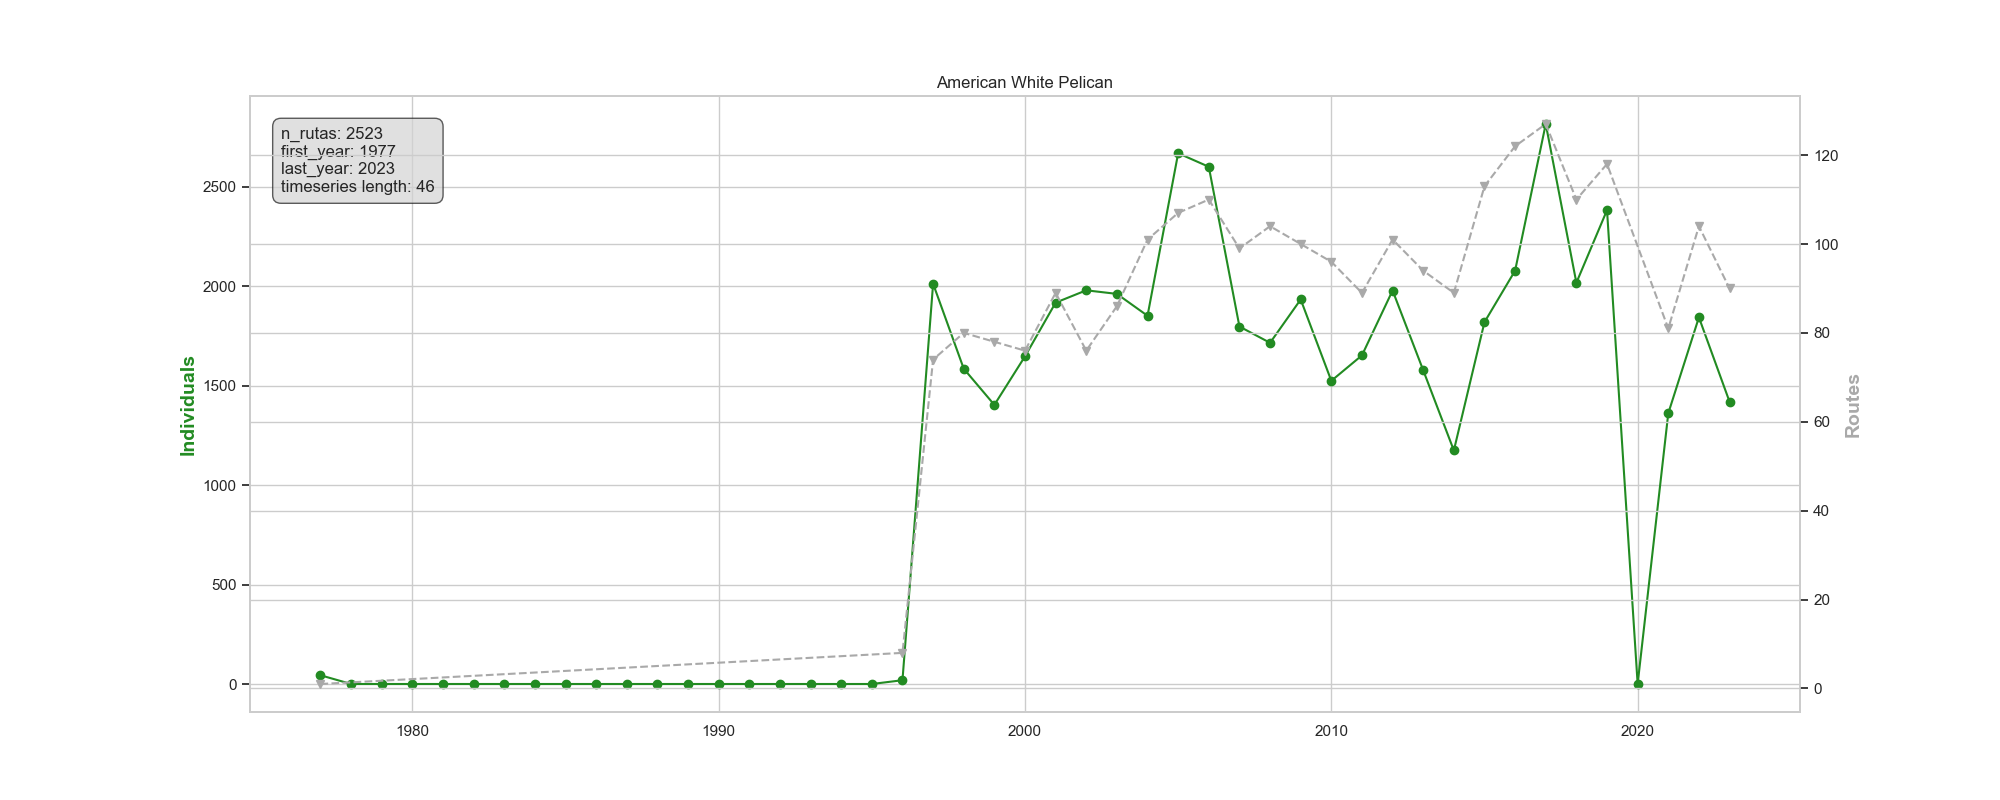 American White Pelican
n_rutas: 2523
first_year: 1977
last_year: 2023
timeseries length: 46
2500
2000
1500
1000
500
0
Individuals
120
100
80
60
40
20
0
Routes
1980
1990
2000
2010
2020